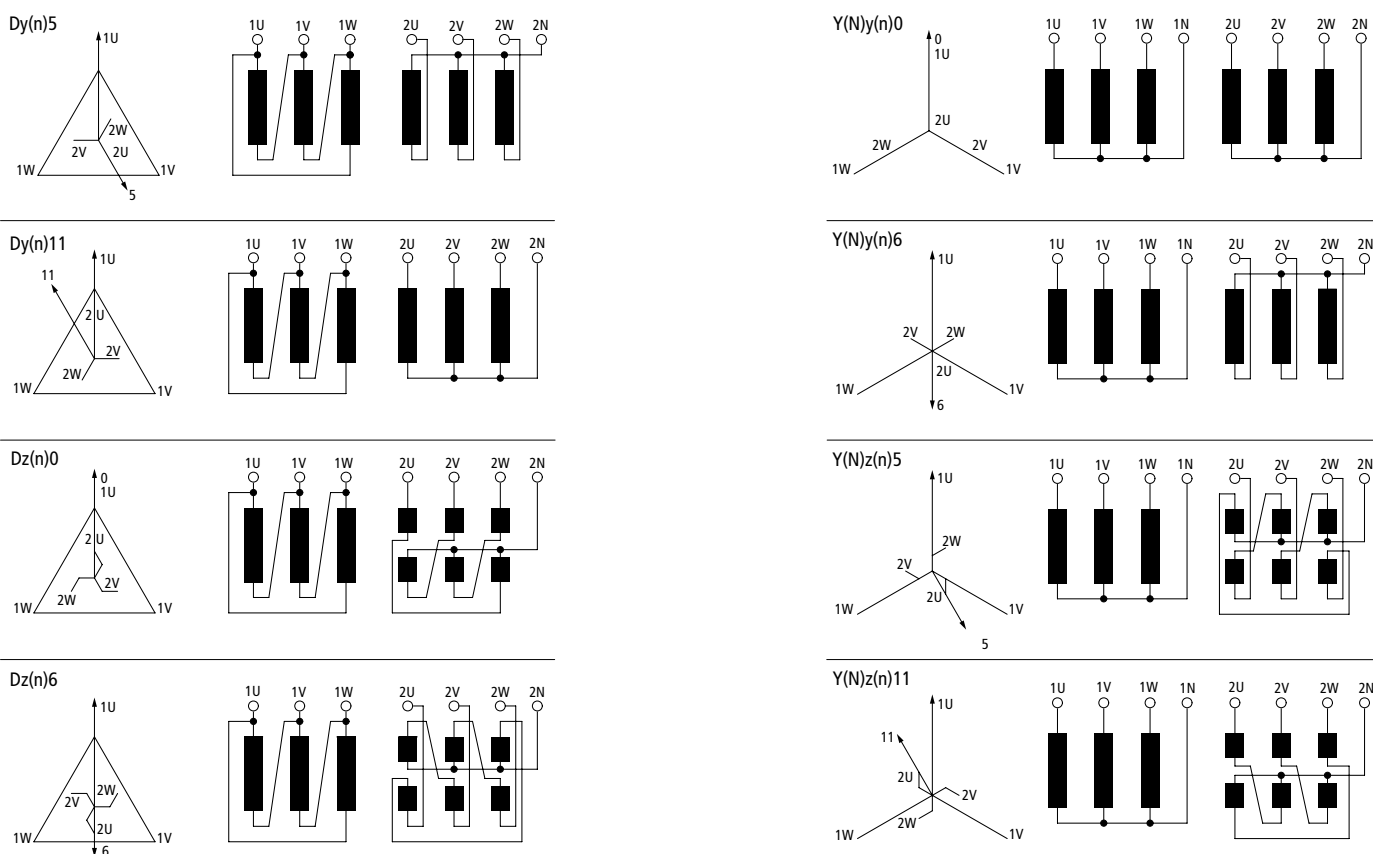 Dy(n)5
1U
2W
2V
2U
1W
1V
5
1U 1V 1W 2U 2V 2W 2N
Dy(n)11
11
1U
2U
2V
2W
1W
1V
1U 1V 1W 2U 2V 2W 2N
Dz(n)0
0
1U
2U
2V
2W
1W
1V
1U 1V 1W 2U 2V 2W 2N
Dz(n)6
1U
2V
2W
2U
1W
1V
6
1U 1V 1W 2U 2V 2W 2N
Y(N)y(n)0
0
1U
2U
2W
2V
1W
1V
1U 1V 1W 1N 2U 2V 2W 2N
Y(N)y(n)6
1U
2V
2W
2U
1W
1V
6
1U 1V 1W 1N 2U 2V 2W 2N
Y(N)z(n)5
1U
2W
2V
2U
1W
1V
5
1U 1V 1W 1N 2U 2V 2W 2N
Y(N)z(n)11
1U
11
2U
2V
2W
1W
1V
1U 1V 1W 1N 2U 2V 2W 2N